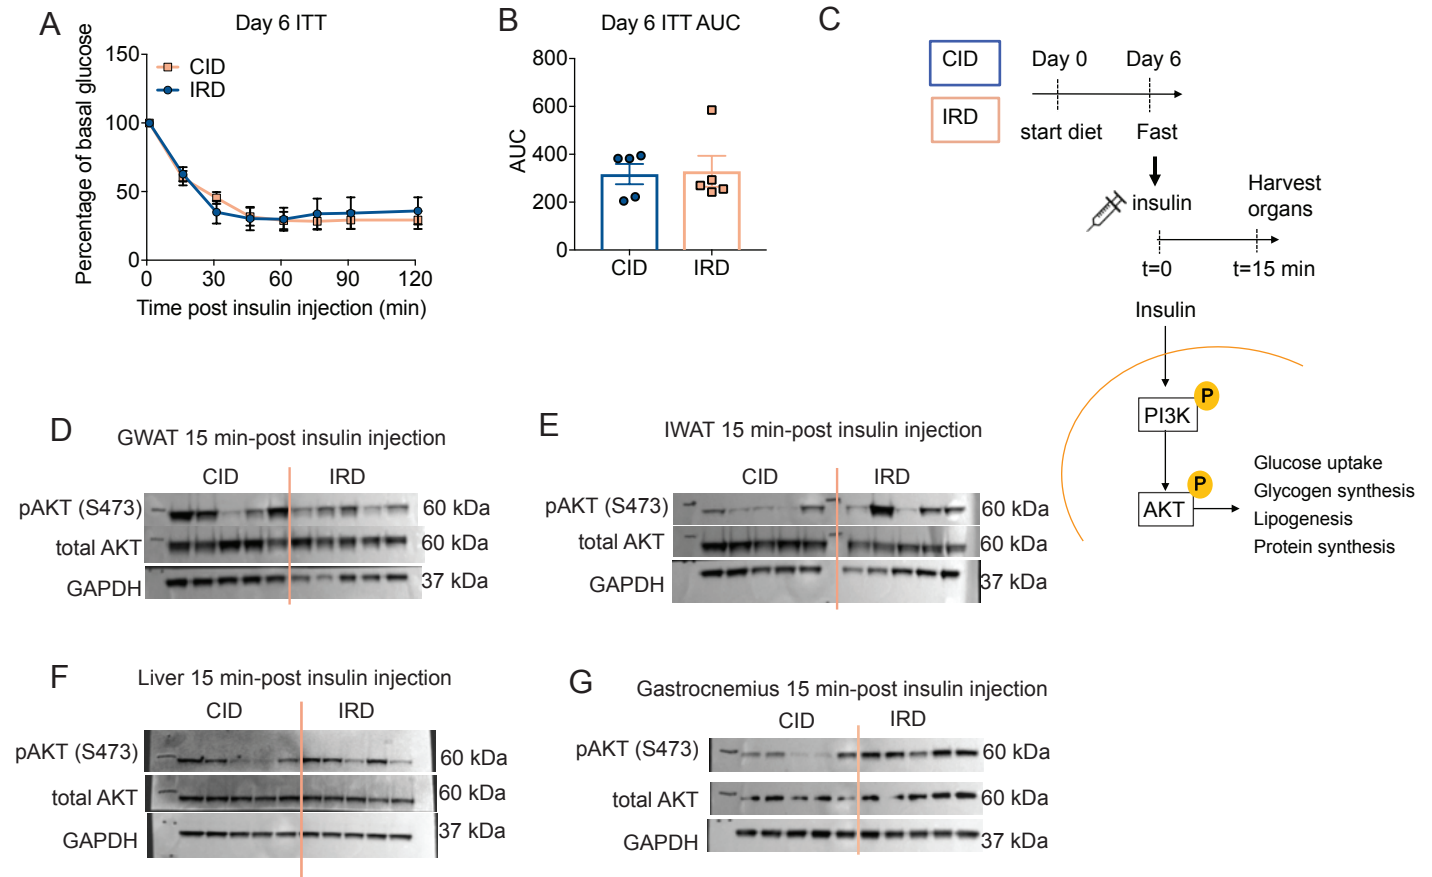 A
Day 6 ITT
Percentage of basal glucose
150
100
50
0
CID
IRD
0 30 60 90 120
Time post insulin injection (min)
B
Day 6 ITT AUC
AUC
800
600
400
200
0
CID IRD
C
CID
IRD
Day 0 Day 6
start diet Fast
insulin
Harvest
organs
t=0 t=15 min
Insulin
P
PI3K
P
AKT
Glucose uptake
Glycogen synthesis
Lipogenesis
Protein synthesis
D
GWAT 15 min-post insulin injection
CID IRD
pAKT (S473) 60 kDa
total AKT 60 kDa
GAPDH 37 kDa
E
IWAT 15 min-post insulin injection
CID IRD
pAKT (S473) 60 kDa
total AKT 60 kDa
GAPDH 37 kDa
F
Liver 15 min-post insulin injection
CID IRD
pAKT (S473) 60 kDa
total AKT 60 kDa
GAPDH 37 kDa
G
Gastrocnemius 15 min-post insulin injection
CID IRD
pAKT (S473) 60 kDa
total AKT 60 kDa
GAPDH 37 kDa